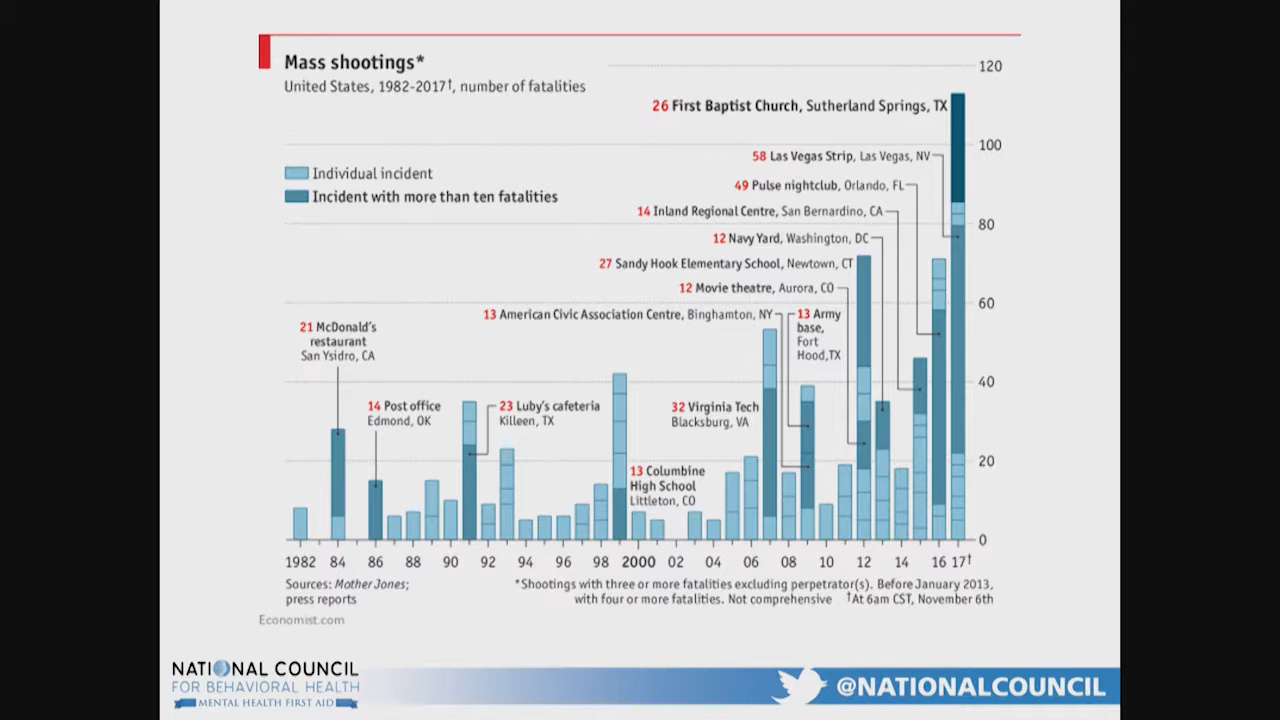 Mass shootings*
United States, 1982-2017†, number of fatalities
120
26 First Baptist Church, Sutherland Springs, TX
100
58 Las Vegas Strip, Las Vegas, NV
Individual incident
49 Pulse nightclub, Orlando, FL
Incident with more than ten fatalities
14 Inland Regional Centre, San Bernardino, CA
80
12 Navy Yard, Washington, DC
27 Sandy Hook Elementary School, Newtown, CT
12 Movie theatre, Aurora, CO
60
13 American Civic Association Centre, Binghamton, NY
13 Army
base,
Fort
Hood,TX
21 McDonald's
restaurant
San Ysidro, CA
40
14 Post office
Edmond, OK
23 Luby's cafeteria
Killeen, TX
32 Virginia Tech
Blacksburg, VA
20
13 Columbine
High School
Littleton, CO
0
1982 84 86 88 90 92 94 96 98 2000 02 04 06 08 10 12 14 16 17†
Sources: Mother Jones;
press reports
*Shootings with three or more fatalities excluding perpetrator(s). Before January 2013,
with four or more fatalities. Not comprehensive †At 6am CST, November 6th
Economist.com
NATIONAL COUNCIL
FOR BEHAVIORAL HEALTH
MENTAL HEALTH FIRST AID
@NATIONALCOUNCIL